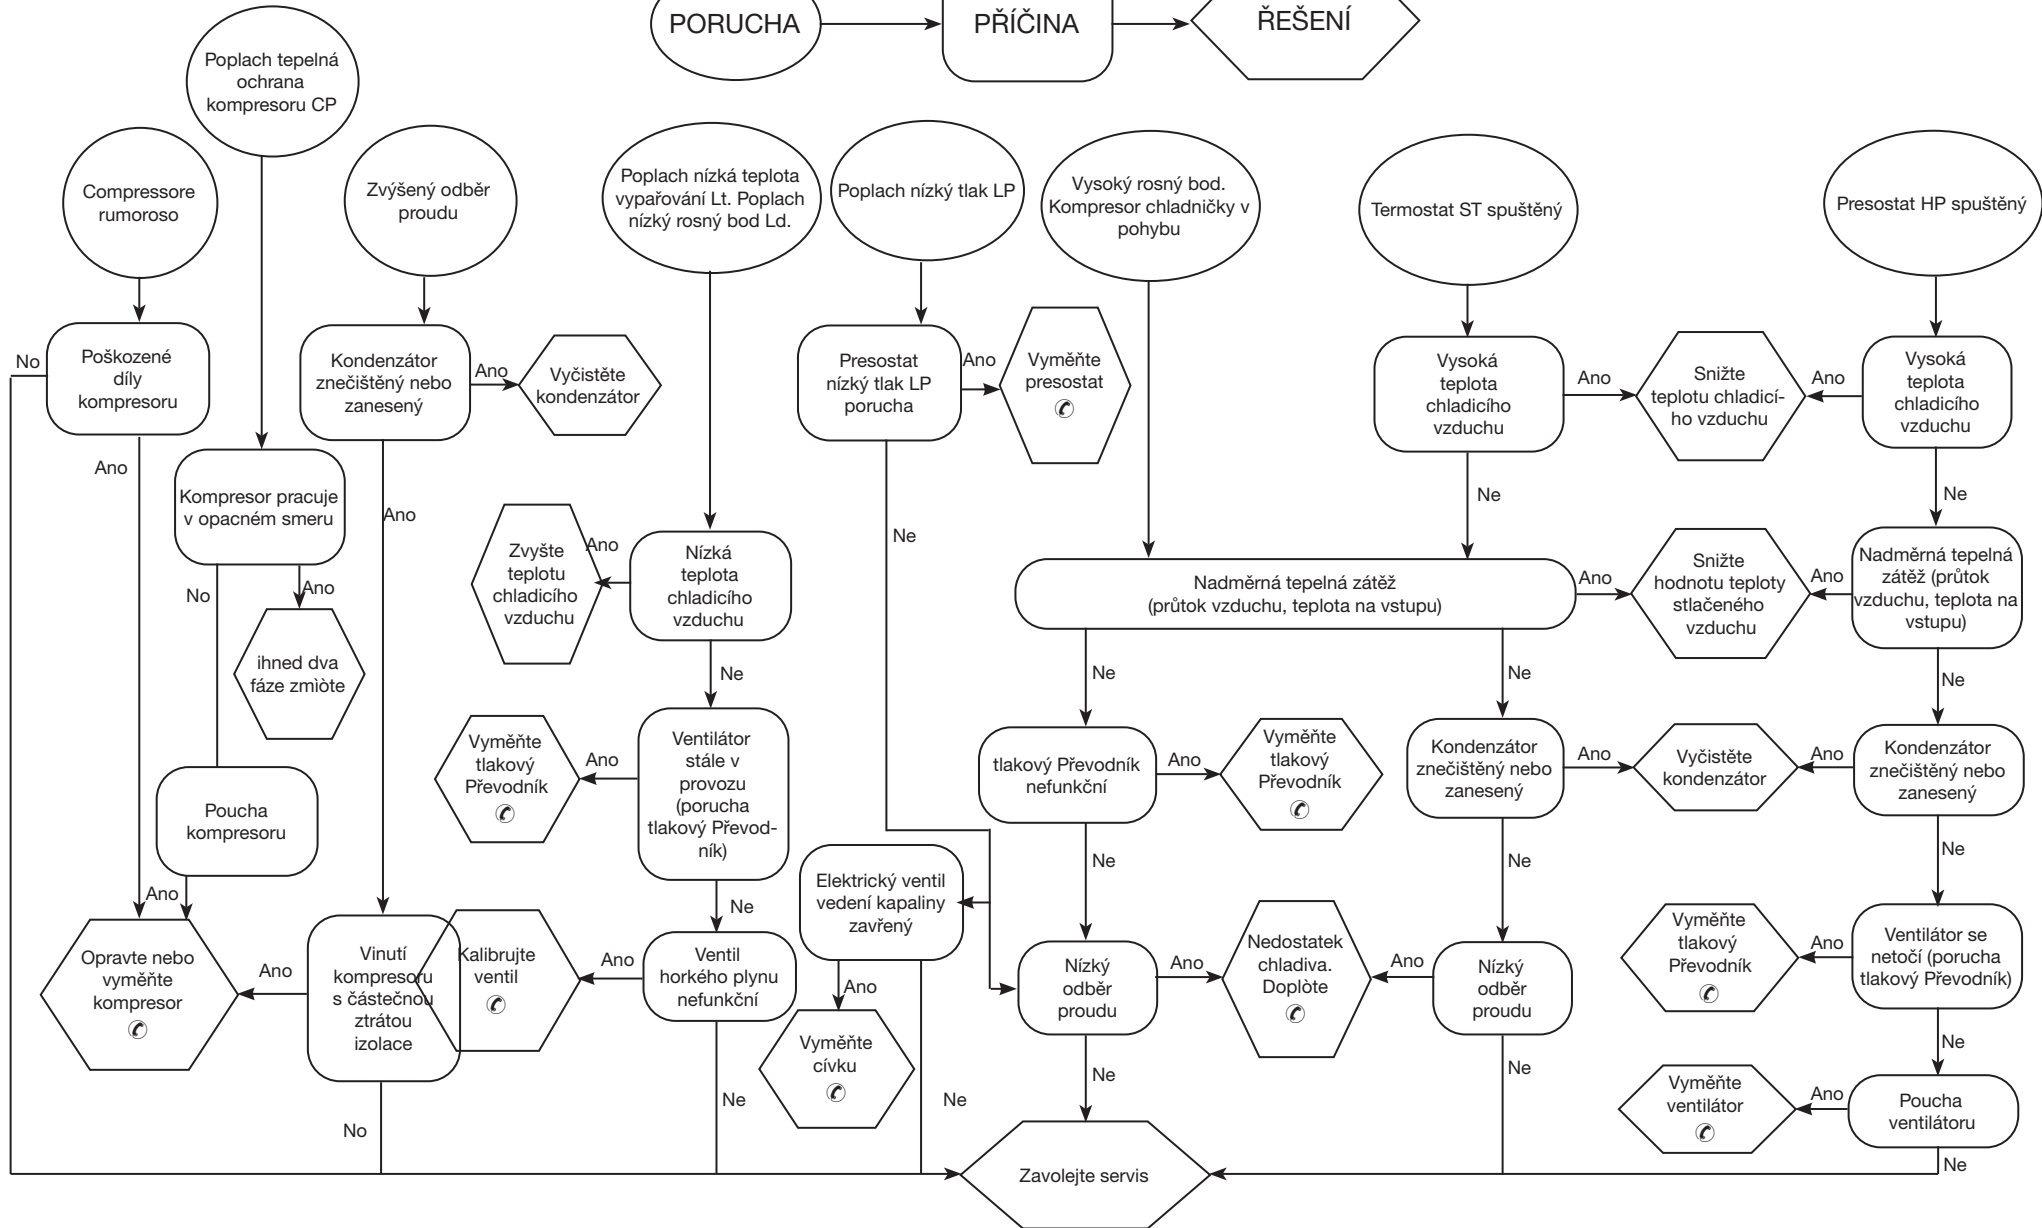 PORUCHA
PŘÍČINA
ŘEŠENÍ
Poplach tepelná
ochrana
kompresoru CP
Compressore
rumoroso
Zvýšený odběr
proudu
Poplach nízká teplota
vypařování Lt. Poplach
nízký rosný bod Ld.
Poplach nízký tlak LP
Vysoký rosný bod.
Kompresor chladničky v
pohybu
Termostat ST spuštěný
Presostat HP spuštěný
No
Poškozené
díly
kompresoru
Kondenzátor
znečištěný nebo
zanesený
Ano
Vyčistěte
kondenzátor
Presostat
nízký tlak LP
porucha
Ano
Vyměňte
presostat
✆
Vysoká
teplota
chladicího
vzduchu
Ano
Snižte
teplotu chladicí-
ho vzduchu
Ano
Vysoká
teplota
chladicího
vzduchu
Ano
Kompresor pracuje
v opacném smeru
Ano
Ne
Ne
Ne
Zvyšte
teplotu
chladicího
vzduchu
Ano
Nízká
teplota
chladicího
vzduchu
Nadměrná tepelná zátěž
(průtok vzduchu, teplota na vstupu)
Ano
Snižte
hodnotu teploty
stlačeného
vzduchu
Ano
Nadměrná tepelná
zátěž (průtok
vzduchu, teplota na
vstupu)
No
Ano
ihned dva
fáze zmìòte
Ne
Ne
Ne
Ne
Vyměňte
tlakový
Převodník
✆
Ano
Ventilátor
stále v
provozu
(porucha
tlakový Převod-
ník)
tlakový Převodník
nefunkční
Ano
Vyměňte
tlakový
Převodník
✆
Kondenzátor
znečištěný nebo
zanesený
Ano
Vyčistěte
kondenzátor
Ano
Kondenzátor
znečištěný nebo
zanesený
Poucha
kompresoru
Ano
Ne
Ne
Ne
Ne
Elektrický ventil
vedení kapaliny
zavřený
Opravte nebo
vyměňte
kompresor
✆
Ano
Vinutí
kompresoru
s částečnou
ztrátou
izolace
Kalibrujte
ventil
✆
Ano
Ventil
horkého plynu
nefunkční
Ano
Vyměňte
cívku
✆
Nízký
odběr
proudu
Ano
Nedostatek
chladiva.
Doplòte
✆
Ano
Nízký
odběr
proudu
Vyměňte
tlakový
Převodník
✆
Ano
Ventilátor se
netočí (porucha
tlakový Převodník)
Ne
Ne
Ne
Ne
Ne
No
Vyměňte
ventilátor
✆
Ano
Poucha
ventilátoru
Ne
Zavolejte servis